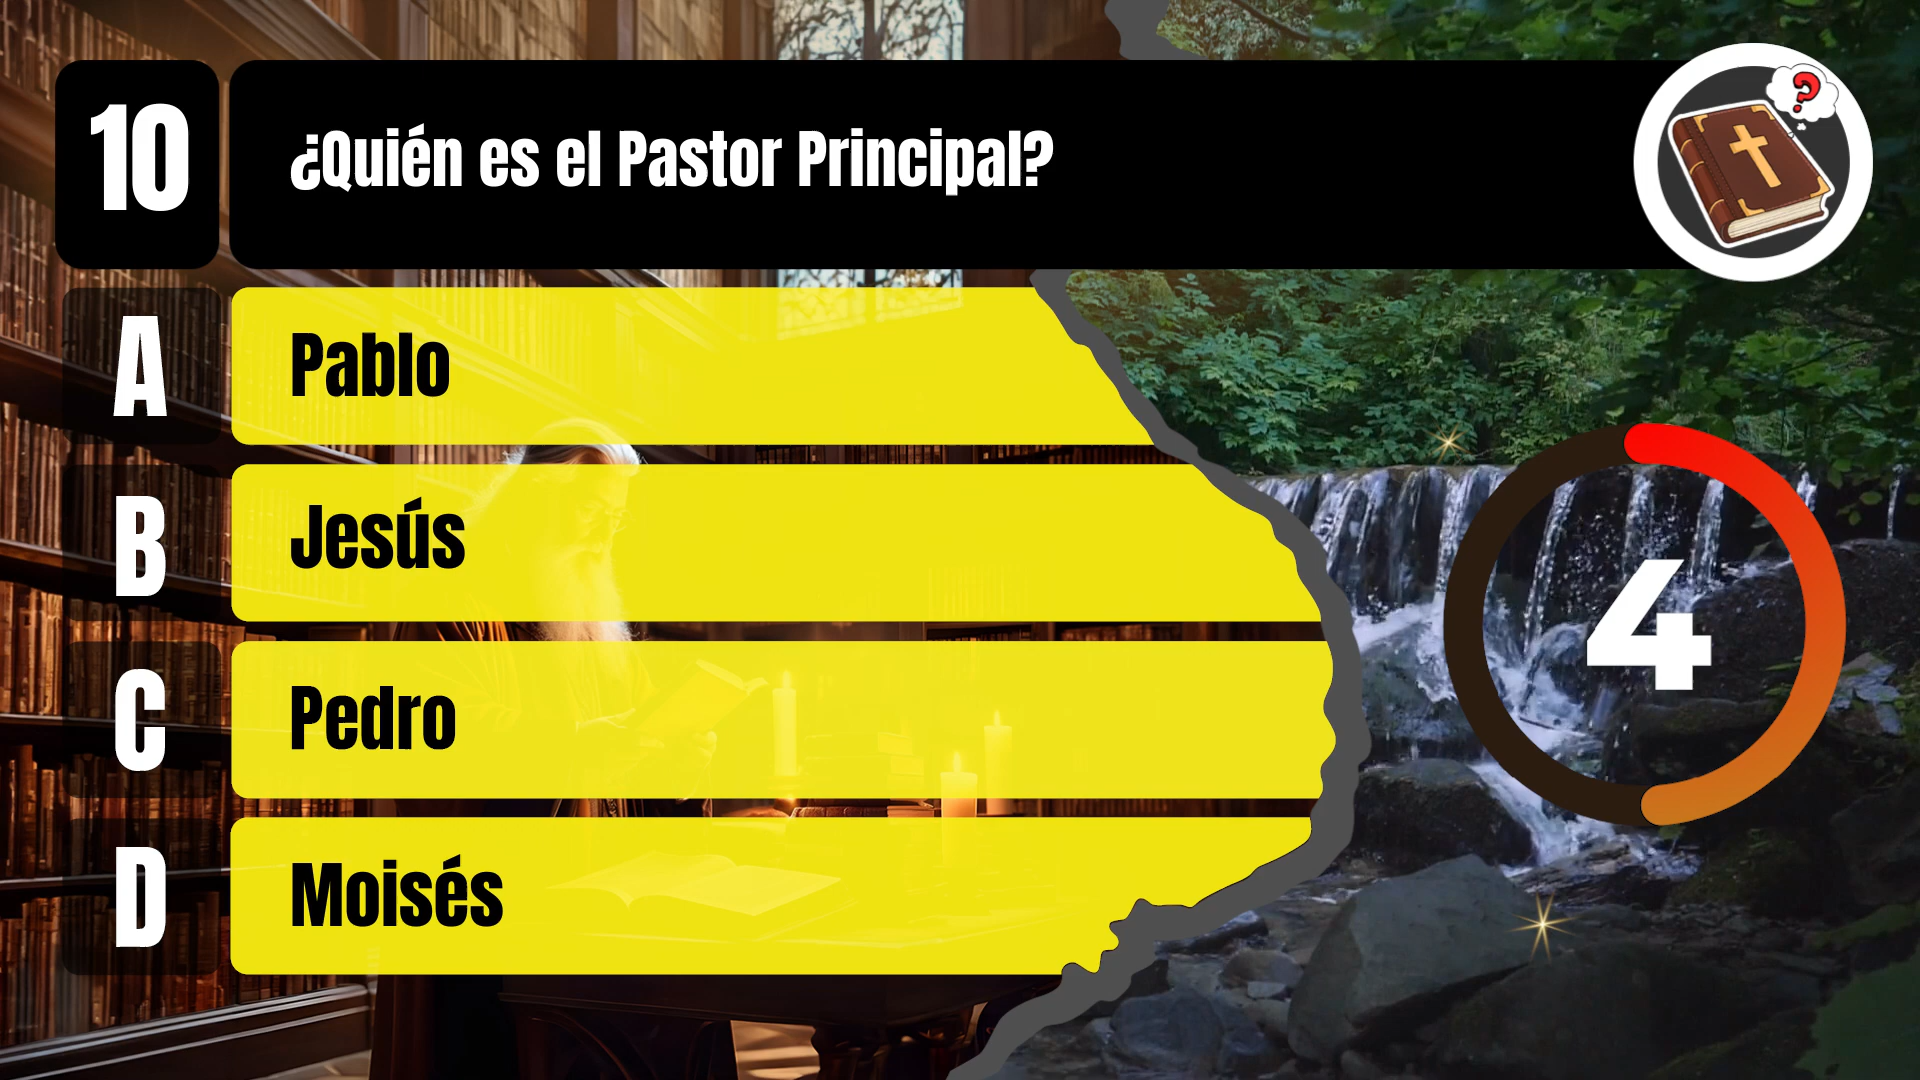 10
¿Quién es el Pastor Principal?
?
A
Pablo
B
Jesús
C
Pedro
D
Moisés
4